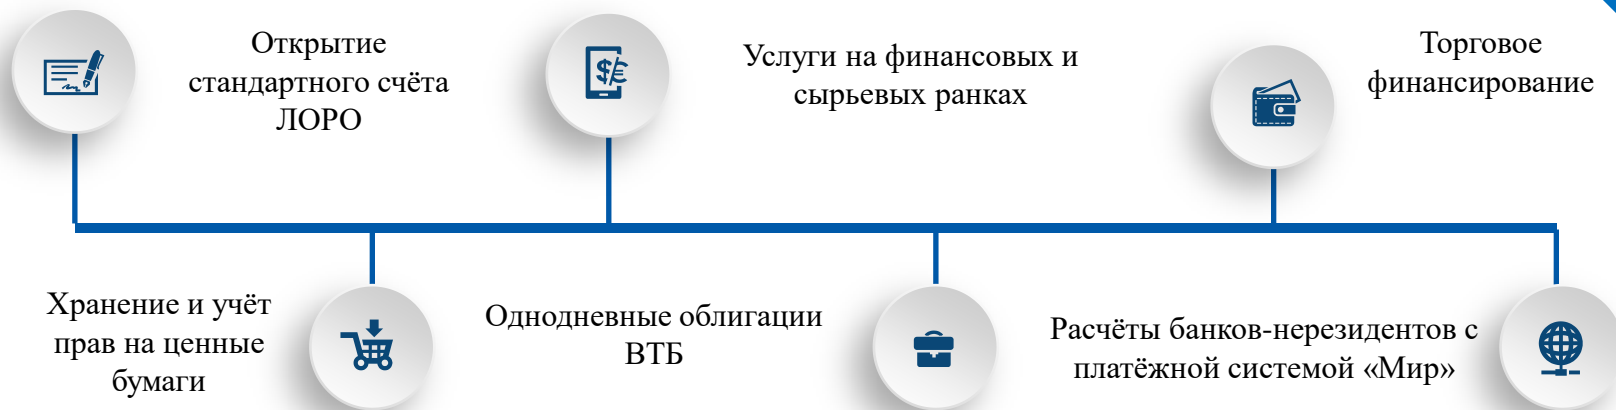 Открытие
стандартного счёта
ЛОРО
Услуги на финансовых и
сырьевых ранках
Торговое
финансирование
Хранение и учёт
прав на ценные
бумаги
Однодневные облигации
ВТБ
Расчёты банков-нерезидентов с
платёжной системой «Мир»